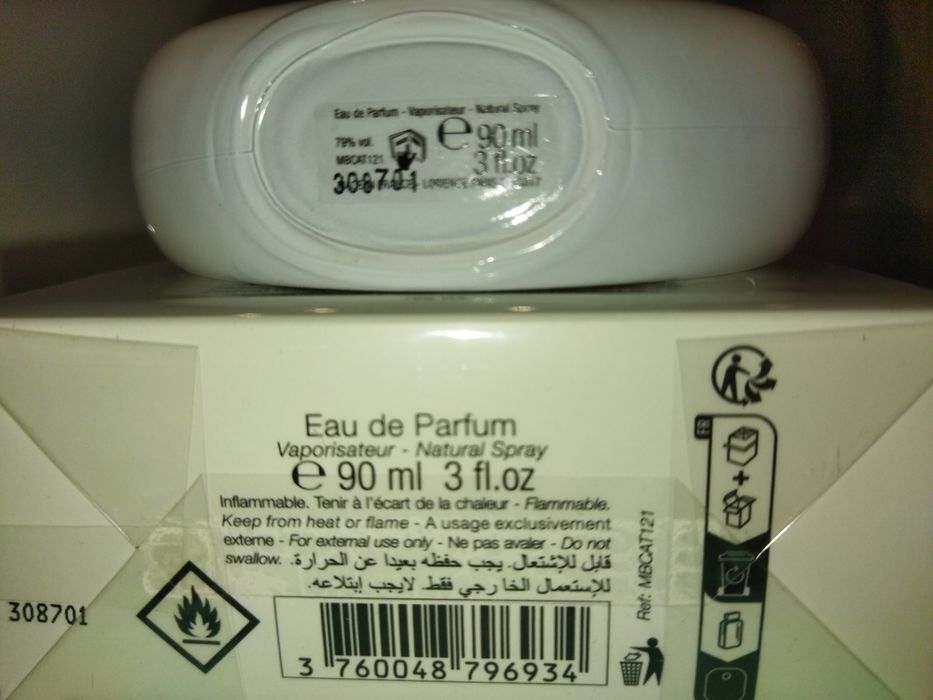 Eau de Parfum - Vaporisateur - Natural Spray
79% vol.
℮ 90 ml
MBCAT121
3 fl.oz
308701
Eau de Parfum
Vaporisateur - Natural Spray
℮ 90 ml 3 fl.oz
Inflammable. Tenir à l'écart de la chaleur - Flammable.
Keep from heat or flame - A usage exclusivement
externe - For external use only - Ne pas avaler - Do not
swallow. قابل للإشتعال. يجب حفظه بعيدا عن الحرارة.
للإستعمال الخارجي فقط. لايجب إبتلاعه.
Ref: MBCAT121
FR
308701
3 760048 796934